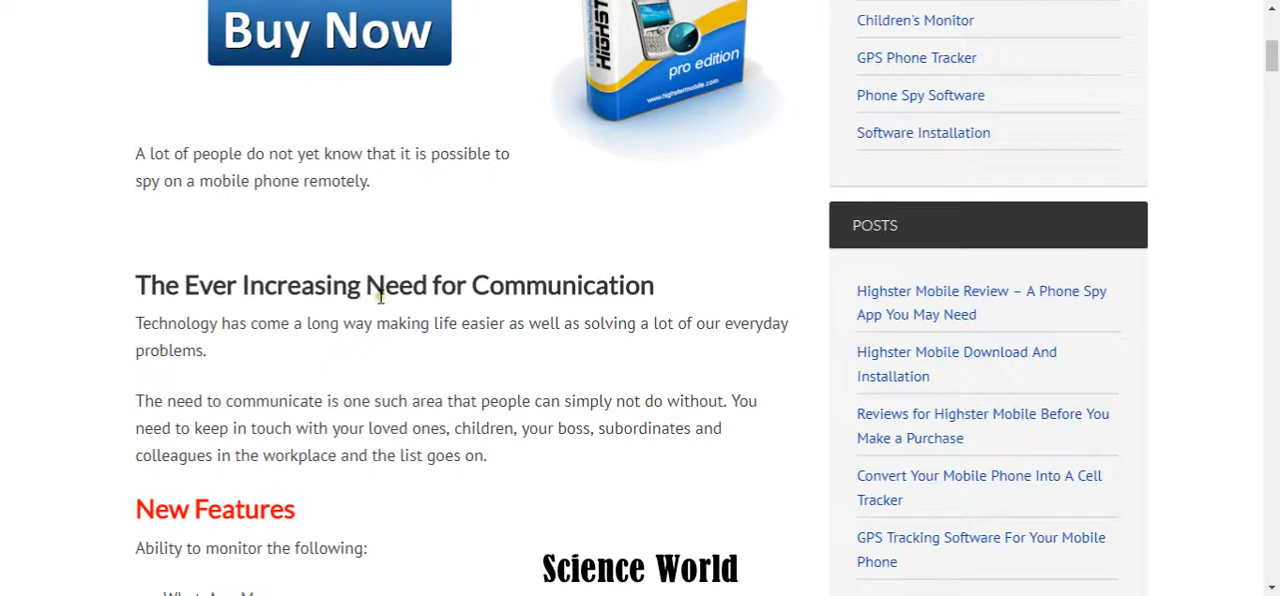 Buy Now
HIGHST
pro edition
www.highstermobile.com
A lot of people do not yet know that it is possible to
spy on a mobile phone remotely.
The Ever Increasing Need for Communication
Technology has come a long way making life easier as well as solving a lot of our everyday
problems.
The need to communicate is one such area that people can simply not do without. You
need to keep in touch with your loved ones, children, your boss, subordinates and
colleagues in the workplace and the list goes on.
New Features
Ability to monitor the following:
Science World
Children's Monitor
GPS Phone Tracker
Phone Spy Software
Software Installation
POSTS
Highster Mobile Review – A Phone Spy
App You May Need
Highster Mobile Download And
Installation
Reviews for Highster Mobile Before You
Make a Purchase
Convert Your Mobile Phone Into A Cell
Tracker
GPS Tracking Software For Your Mobile
Phone